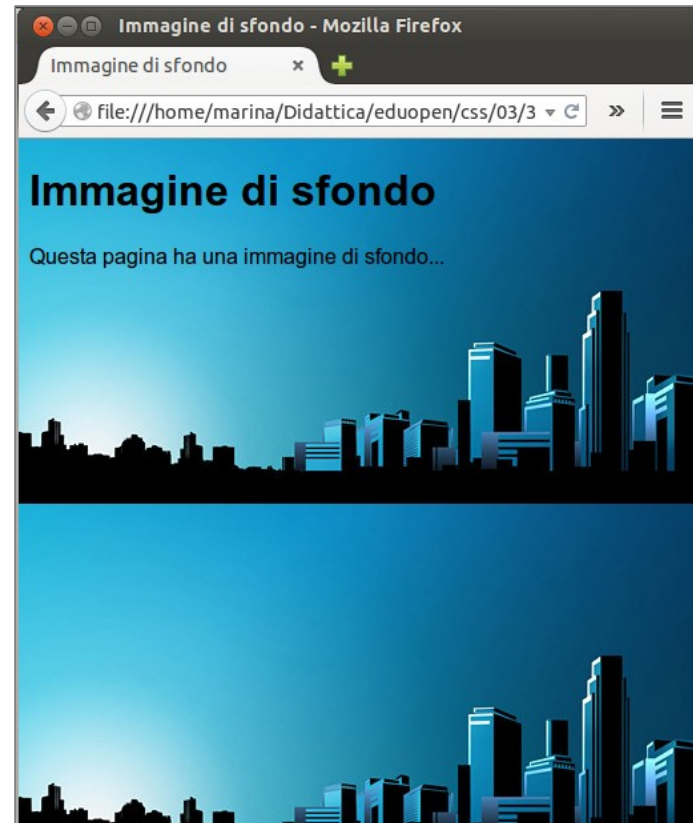 Immagine di sfondo - Mozilla Firefox
Immagine di sfondo
file:///home/marina/Didattica/eduopen/css/03/3
Immagine di sfondo
Questa pagina ha una immagine di sfondo...